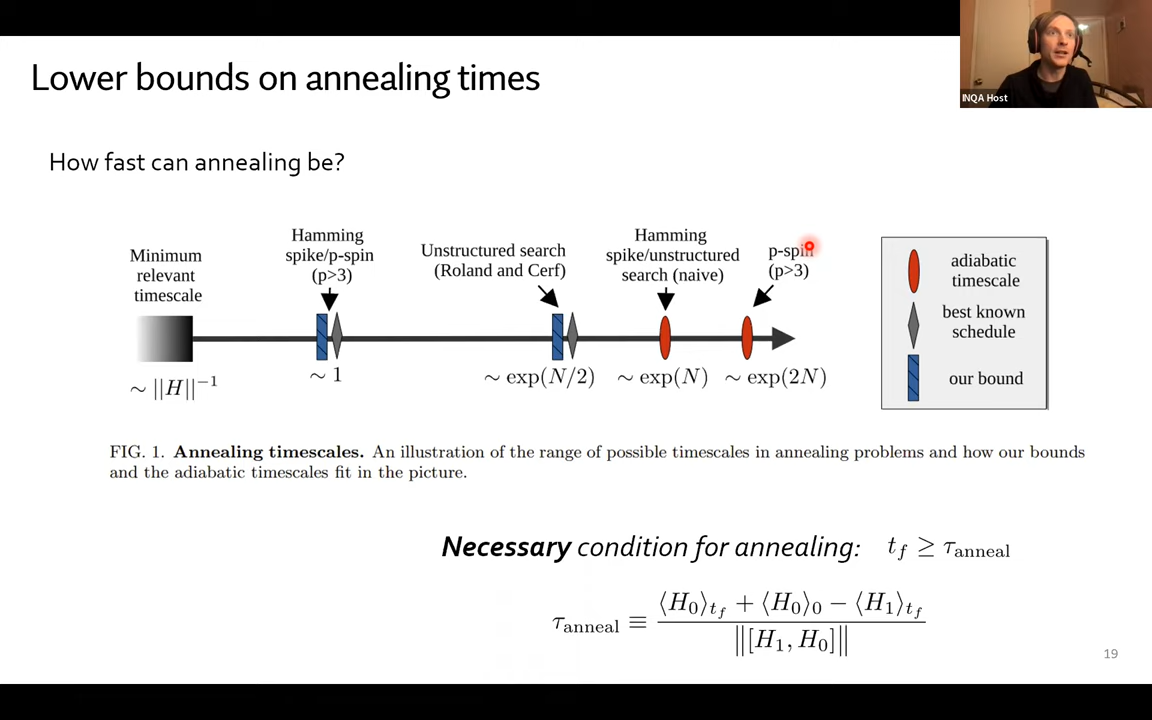 Lower bounds on annealing times
INQA Host
How fast can annealing be?
Minimum
relevant
timescale
Hamming
spike/p-spin
(p>3)
Unstructured search
(Roland and Cerf)
Hamming
spike/unstructured
search (naive)
p-spin
(p>3)
∼ ||H||⁻¹
∼ 1
∼ exp(N/2)
∼ exp(N)
∼ exp(2N)
adiabatic
timescale
best known
schedule
our bound
FIG. 1. Annealing timescales. An illustration of the range of possible timescales in annealing problems and how our bounds
and the adiabatic timescales fit in the picture.
Necessary condition for annealing: t_f ≥ τ_anneal
τ_anneal ≡ (⟨H₀⟩_{t_f} + ⟨H₀⟩₀ − ⟨H₁⟩_{t_f}) / ||[H₁, H₀]||
19